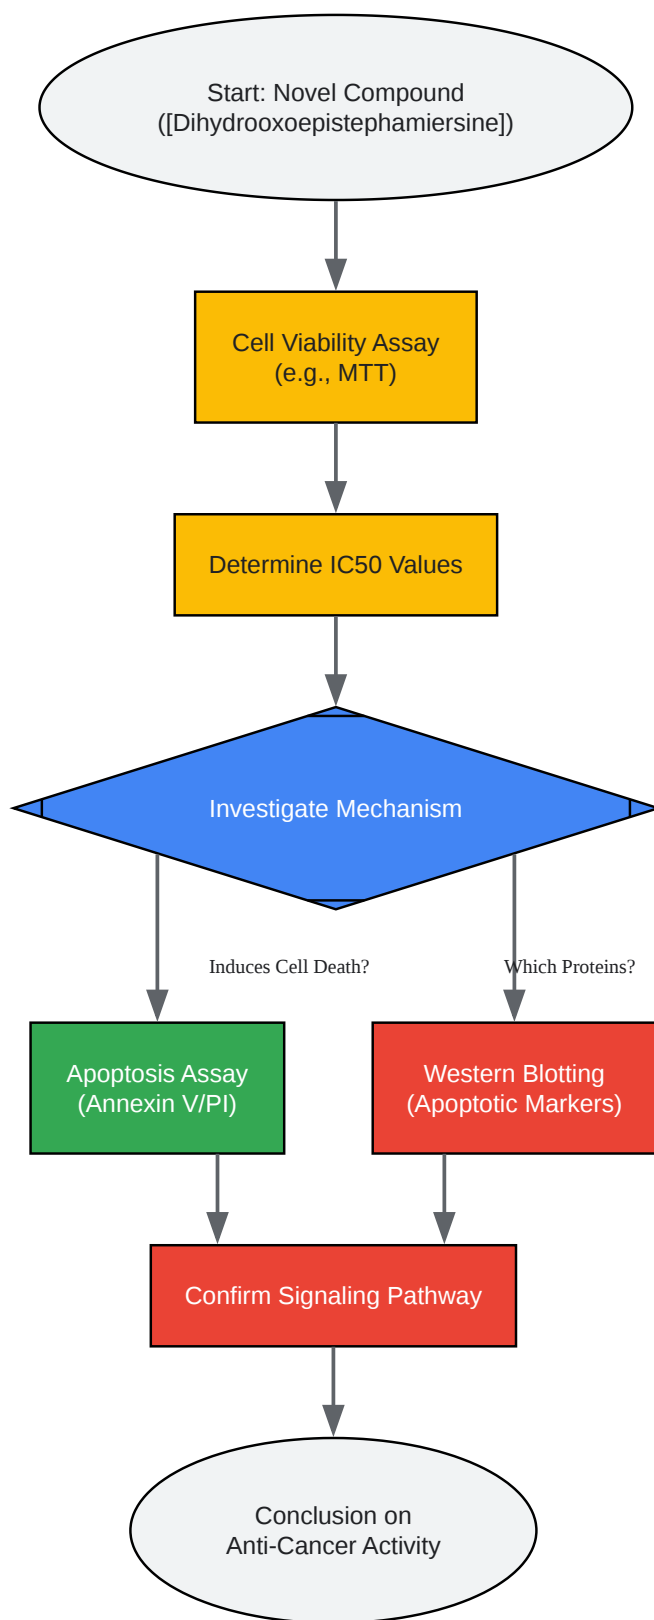 Start: Novel Compound
([Dihydrooxoepistephamiersine])
Cell Viability Assay
(e.g., MTT)
Determine IC50 Values
Investigate Mechanism
Induces Cell Death?
Which Proteins?
Apoptosis Assay
(Annexin V/PI)
Western Blotting
(Apoptotic Markers)
Confirm Signaling Pathway
Conclusion on
Anti-Cancer Activity